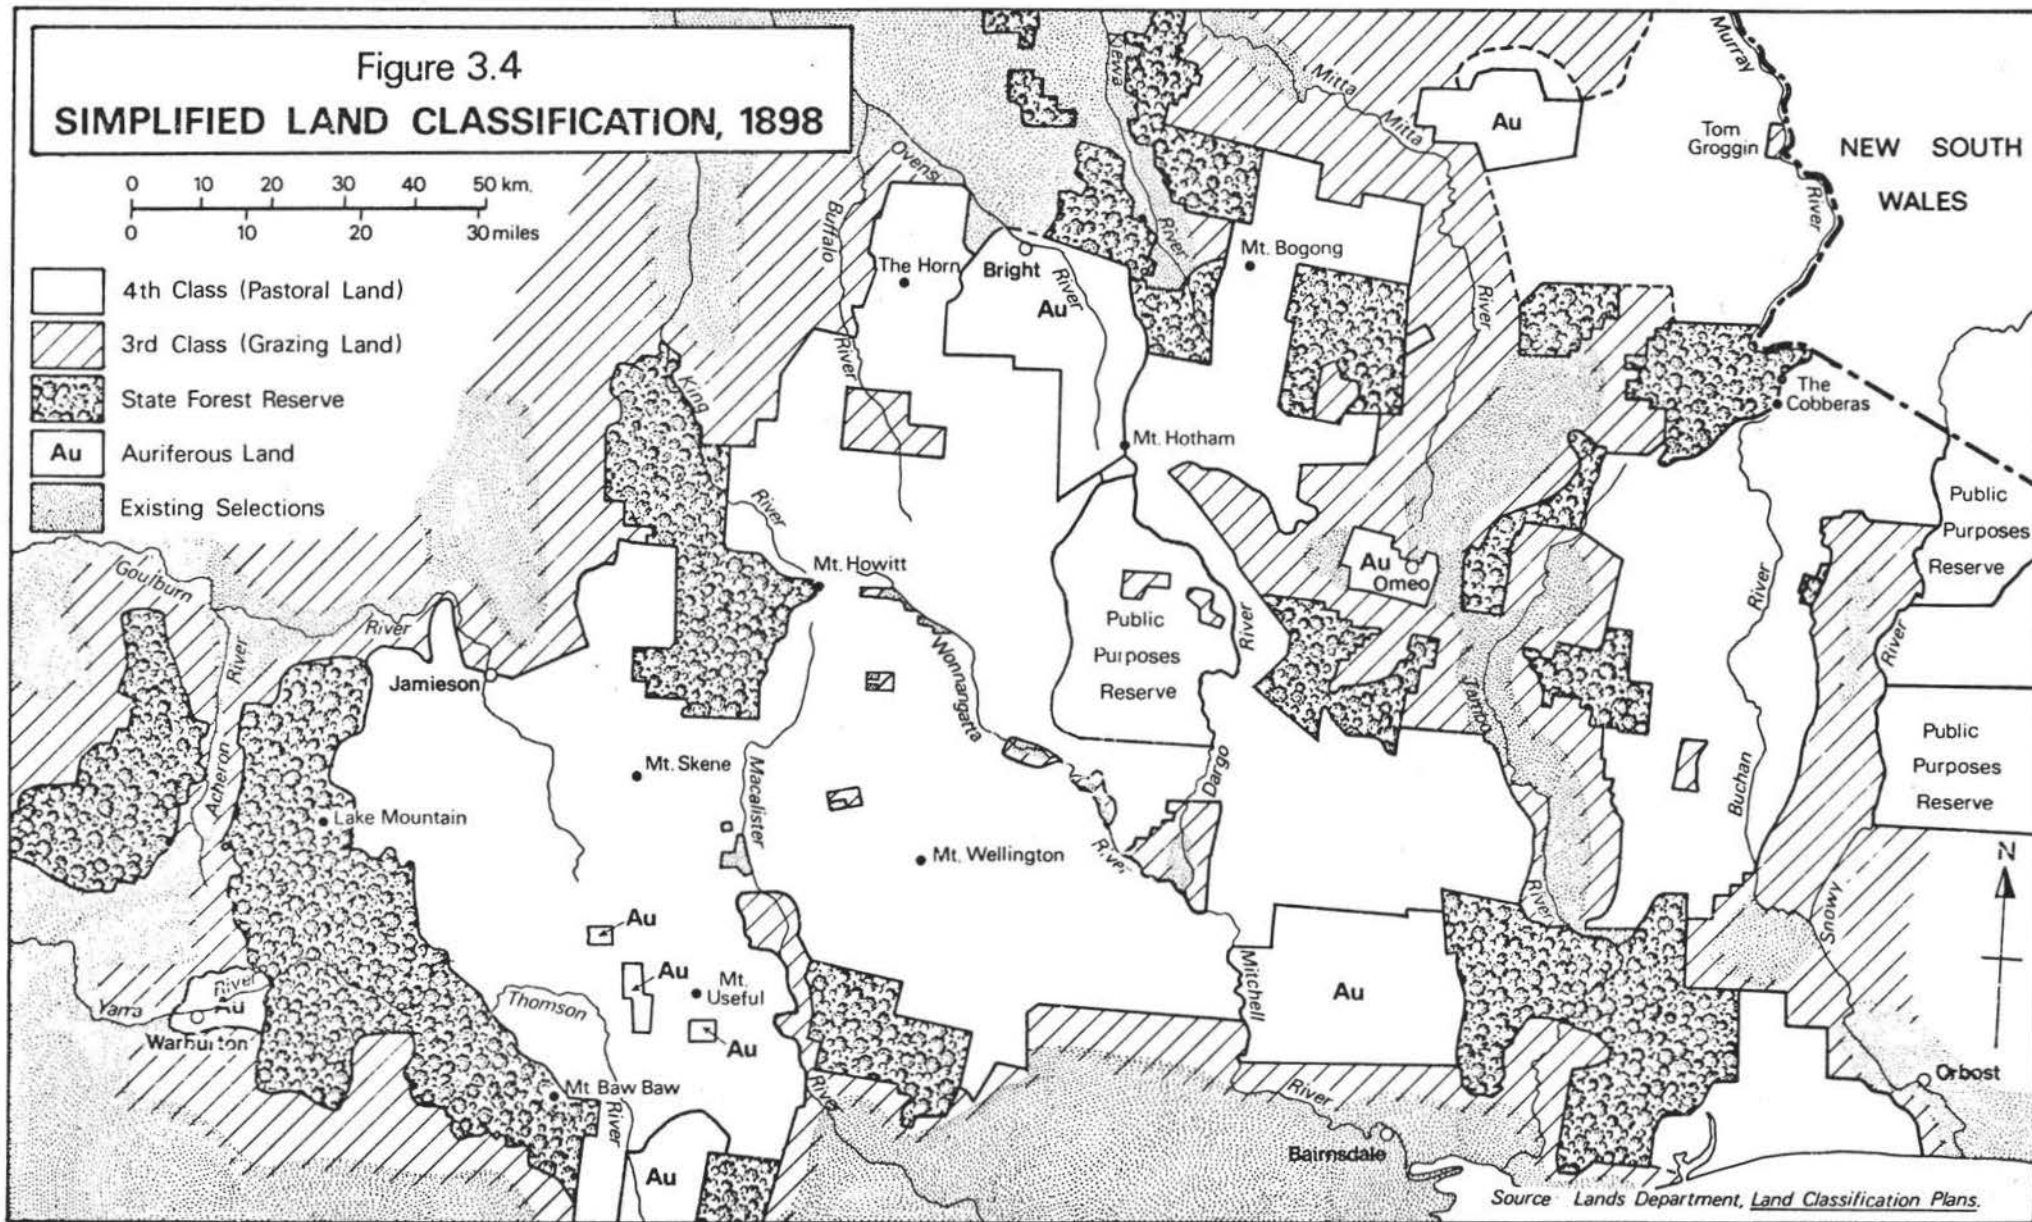 Figure 3.4
SIMPLIFIED LAND CLASSIFICATION, 1898
0 10 20 30 40 50 km.
0 10 20 30 miles
4th Class (Pastoral Land)
3rd Class (Grazing Land)
State Forest Reserve
Au Auriferous Land
Existing Selections
Kiewa
River
Mitta
Mitta
River
Murray
River
Au
Tom
Groggin
NEW SOUTH
WALES
Ovens
River
Buffalo
River
The Horn
Bright
Au
Mt. Bogong
King
River
Mt. Hotham
The
Cobberas
Public
Purposes
Reserve
Goulburn
River
Mt. Howitt
Au
Omeo
Public
Purposes
Reserve
River
Dargo
Wonnangatta
River
Jamieson
Acheron
River
Mt. Skene
Macalister
River
Lake Mountain
Mt. Wellington
Tambo
River
Buchan
River
Snowy
River
Public
Purposes
Reserve
N
Au
Au
Mt.
Useful
Au
Yarra
River
Au
Warburton
Thomson
River
Mt Baw Baw
Au
Mitchell
River
Au
Orbost
Bairnsdale
Source Lands Department, Land Classification Plans.